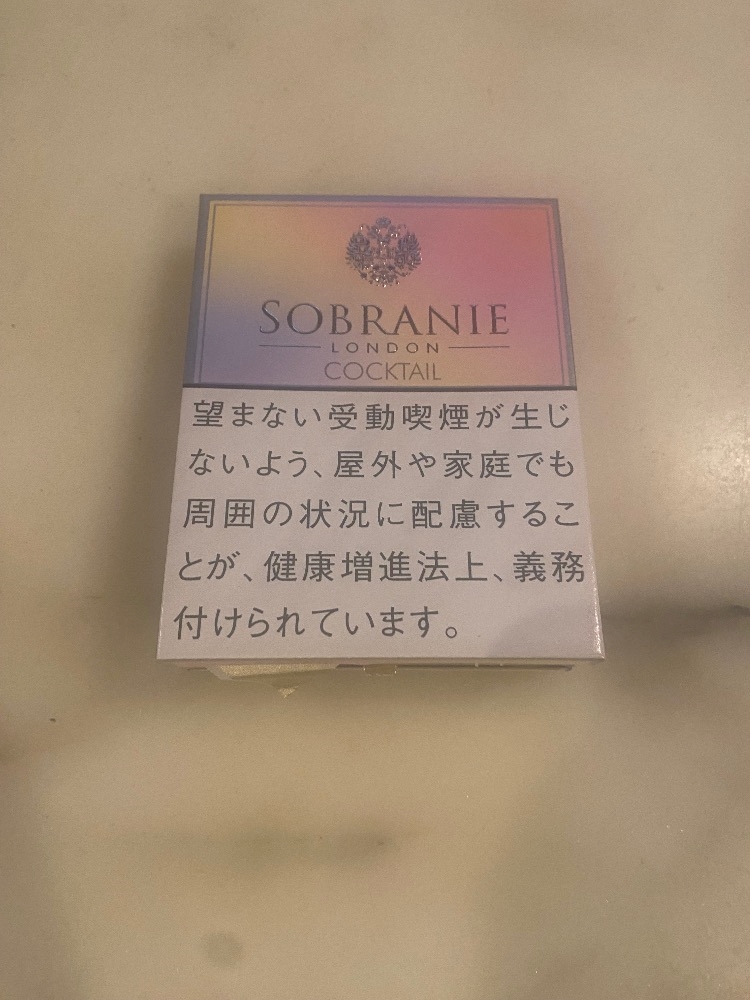 SOBRANIE
LONDON
COCKTAIL
望まない受動喫煙が生じ
ないよう、屋外や家庭でも
周囲の状況に配慮するこ
とが、健康増進法上、義務
付けられています。